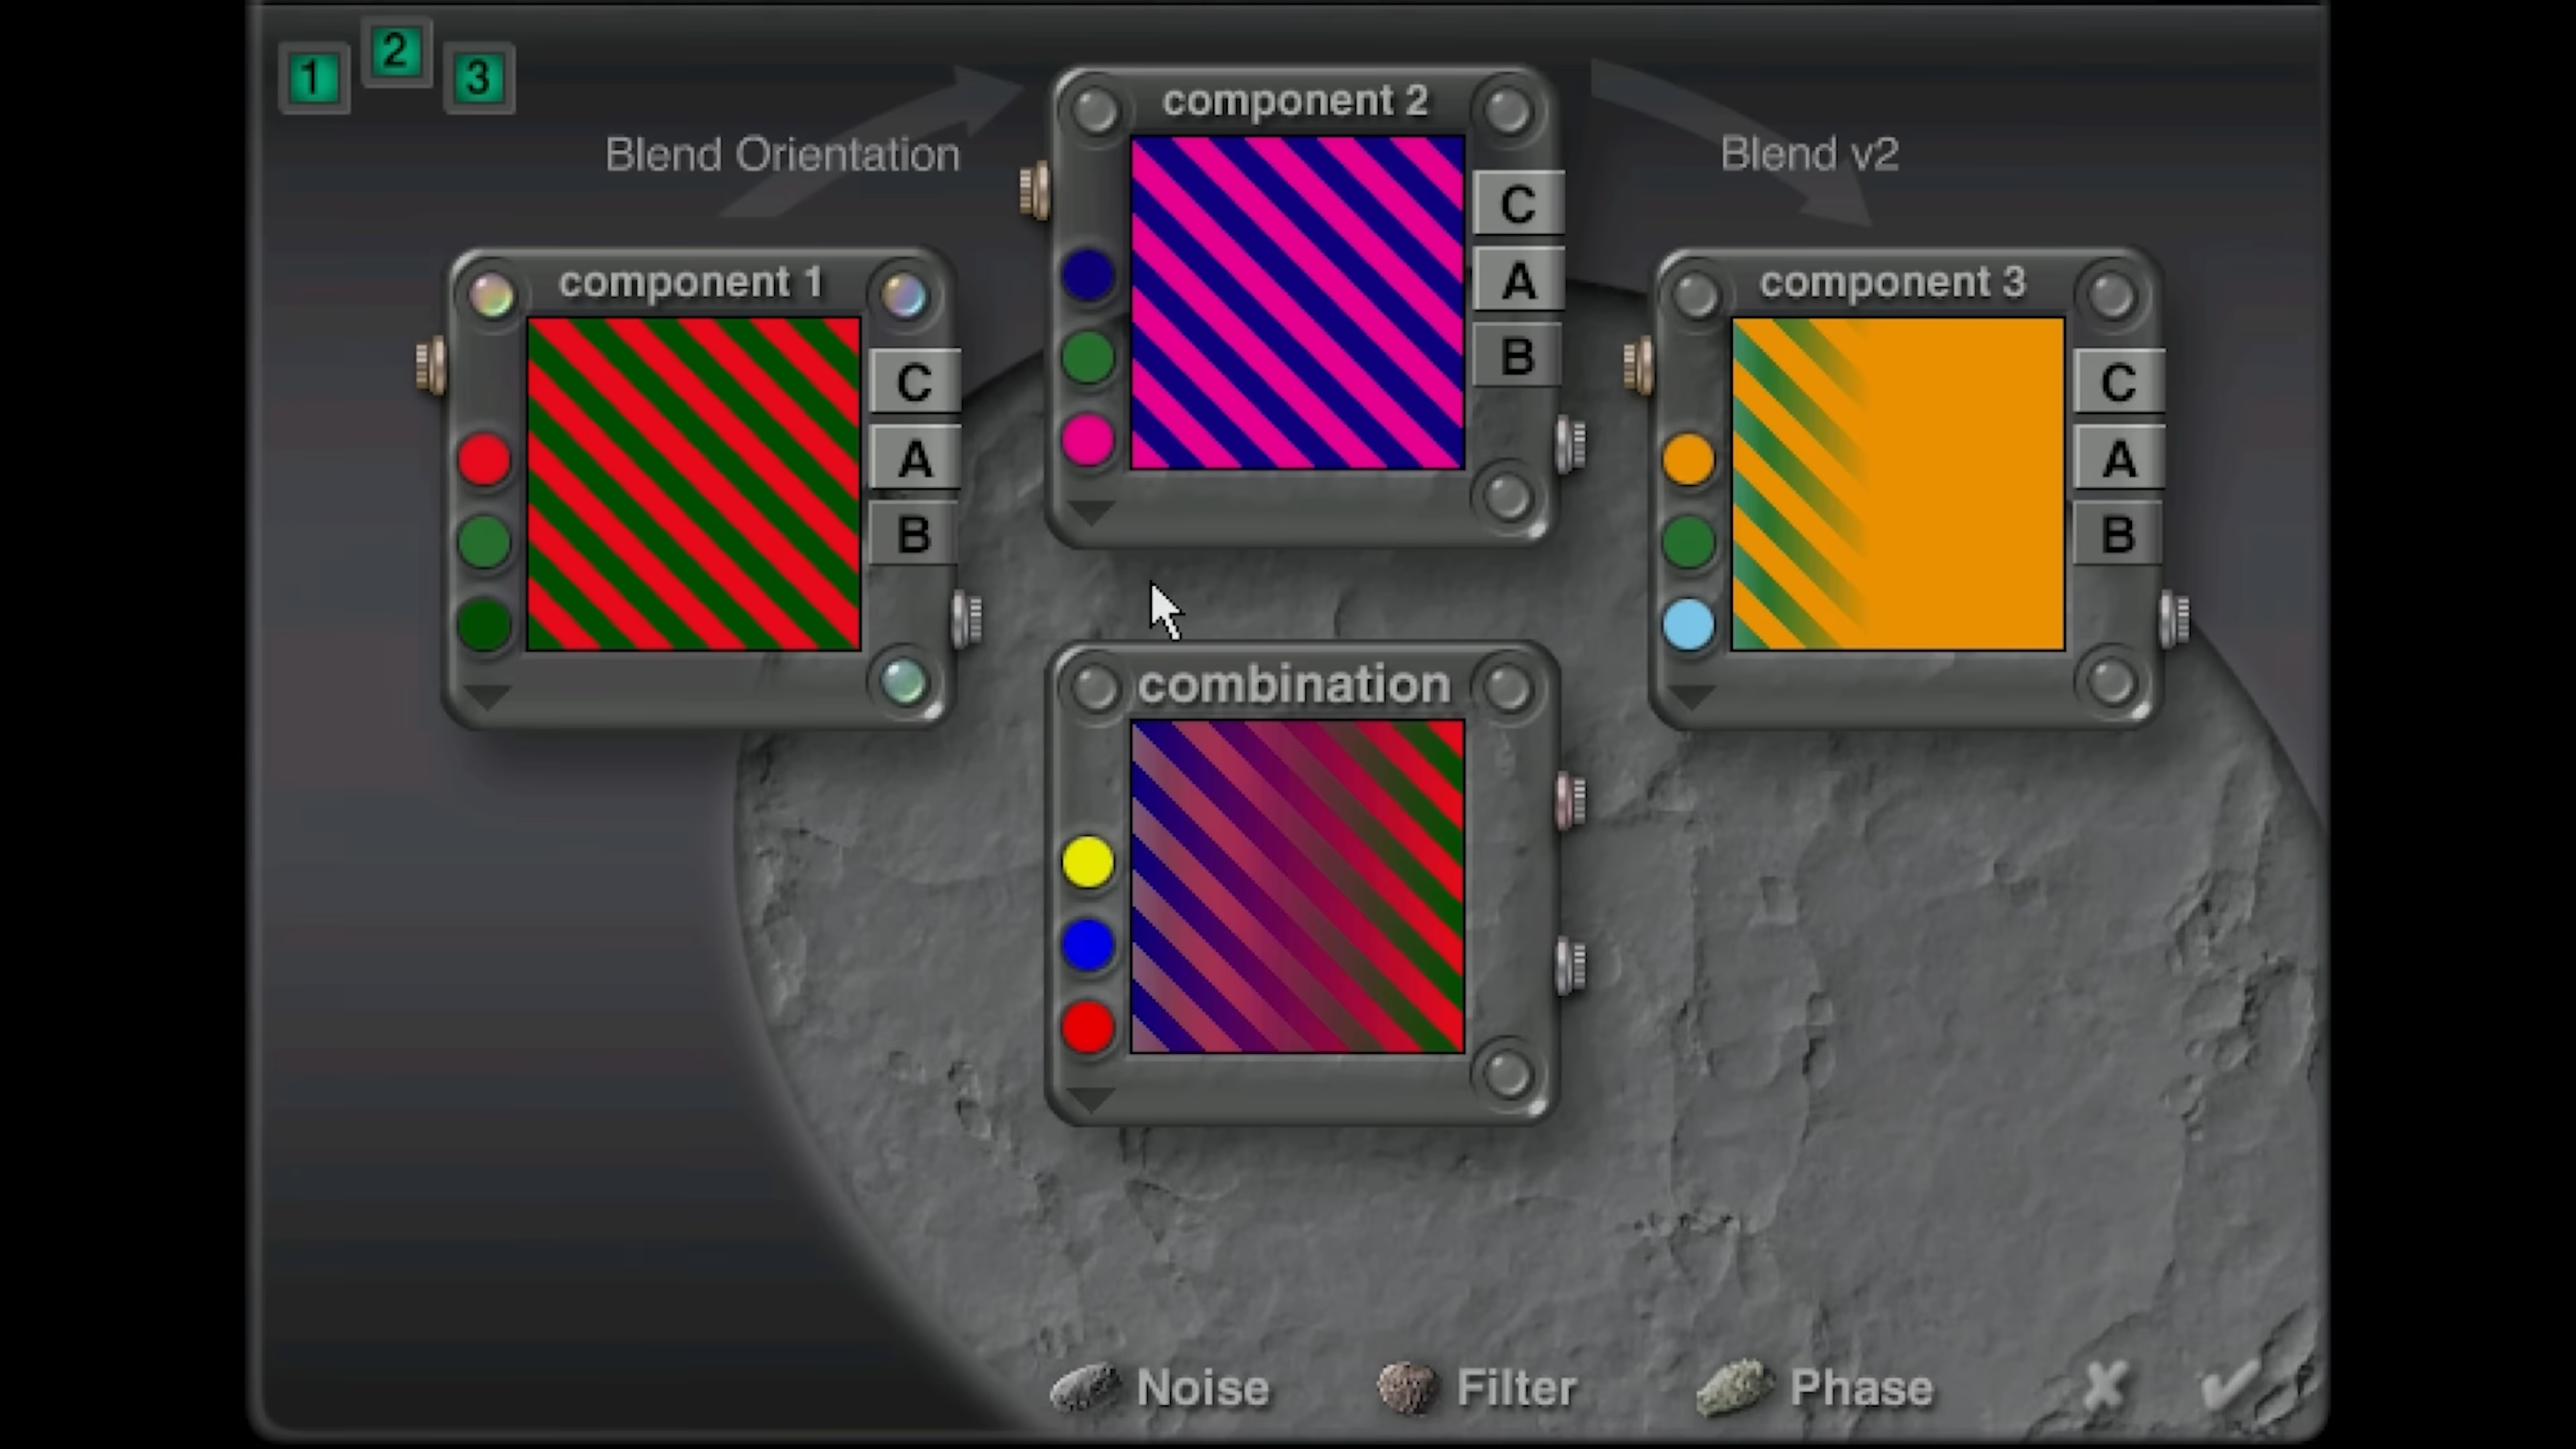 1 2 3
Blend Orientation
component 2
Blend v2
C
A
B
component 1
C
A
B
component 3
C
A
B
combination
Noise Filter Phase